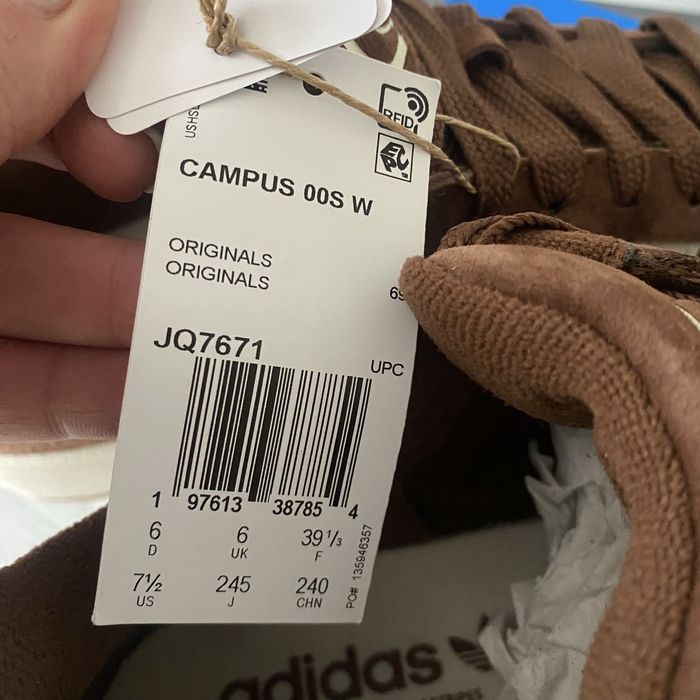 RFID
EPC
CAMPUS 00S W
ORIGINALS
ORIGINALS
JQ7671
UPC
1 97613 38785 4
6 6 39 1/3
D UK F
7½ 245 240
US J CHN
PO# 135946357
adidas